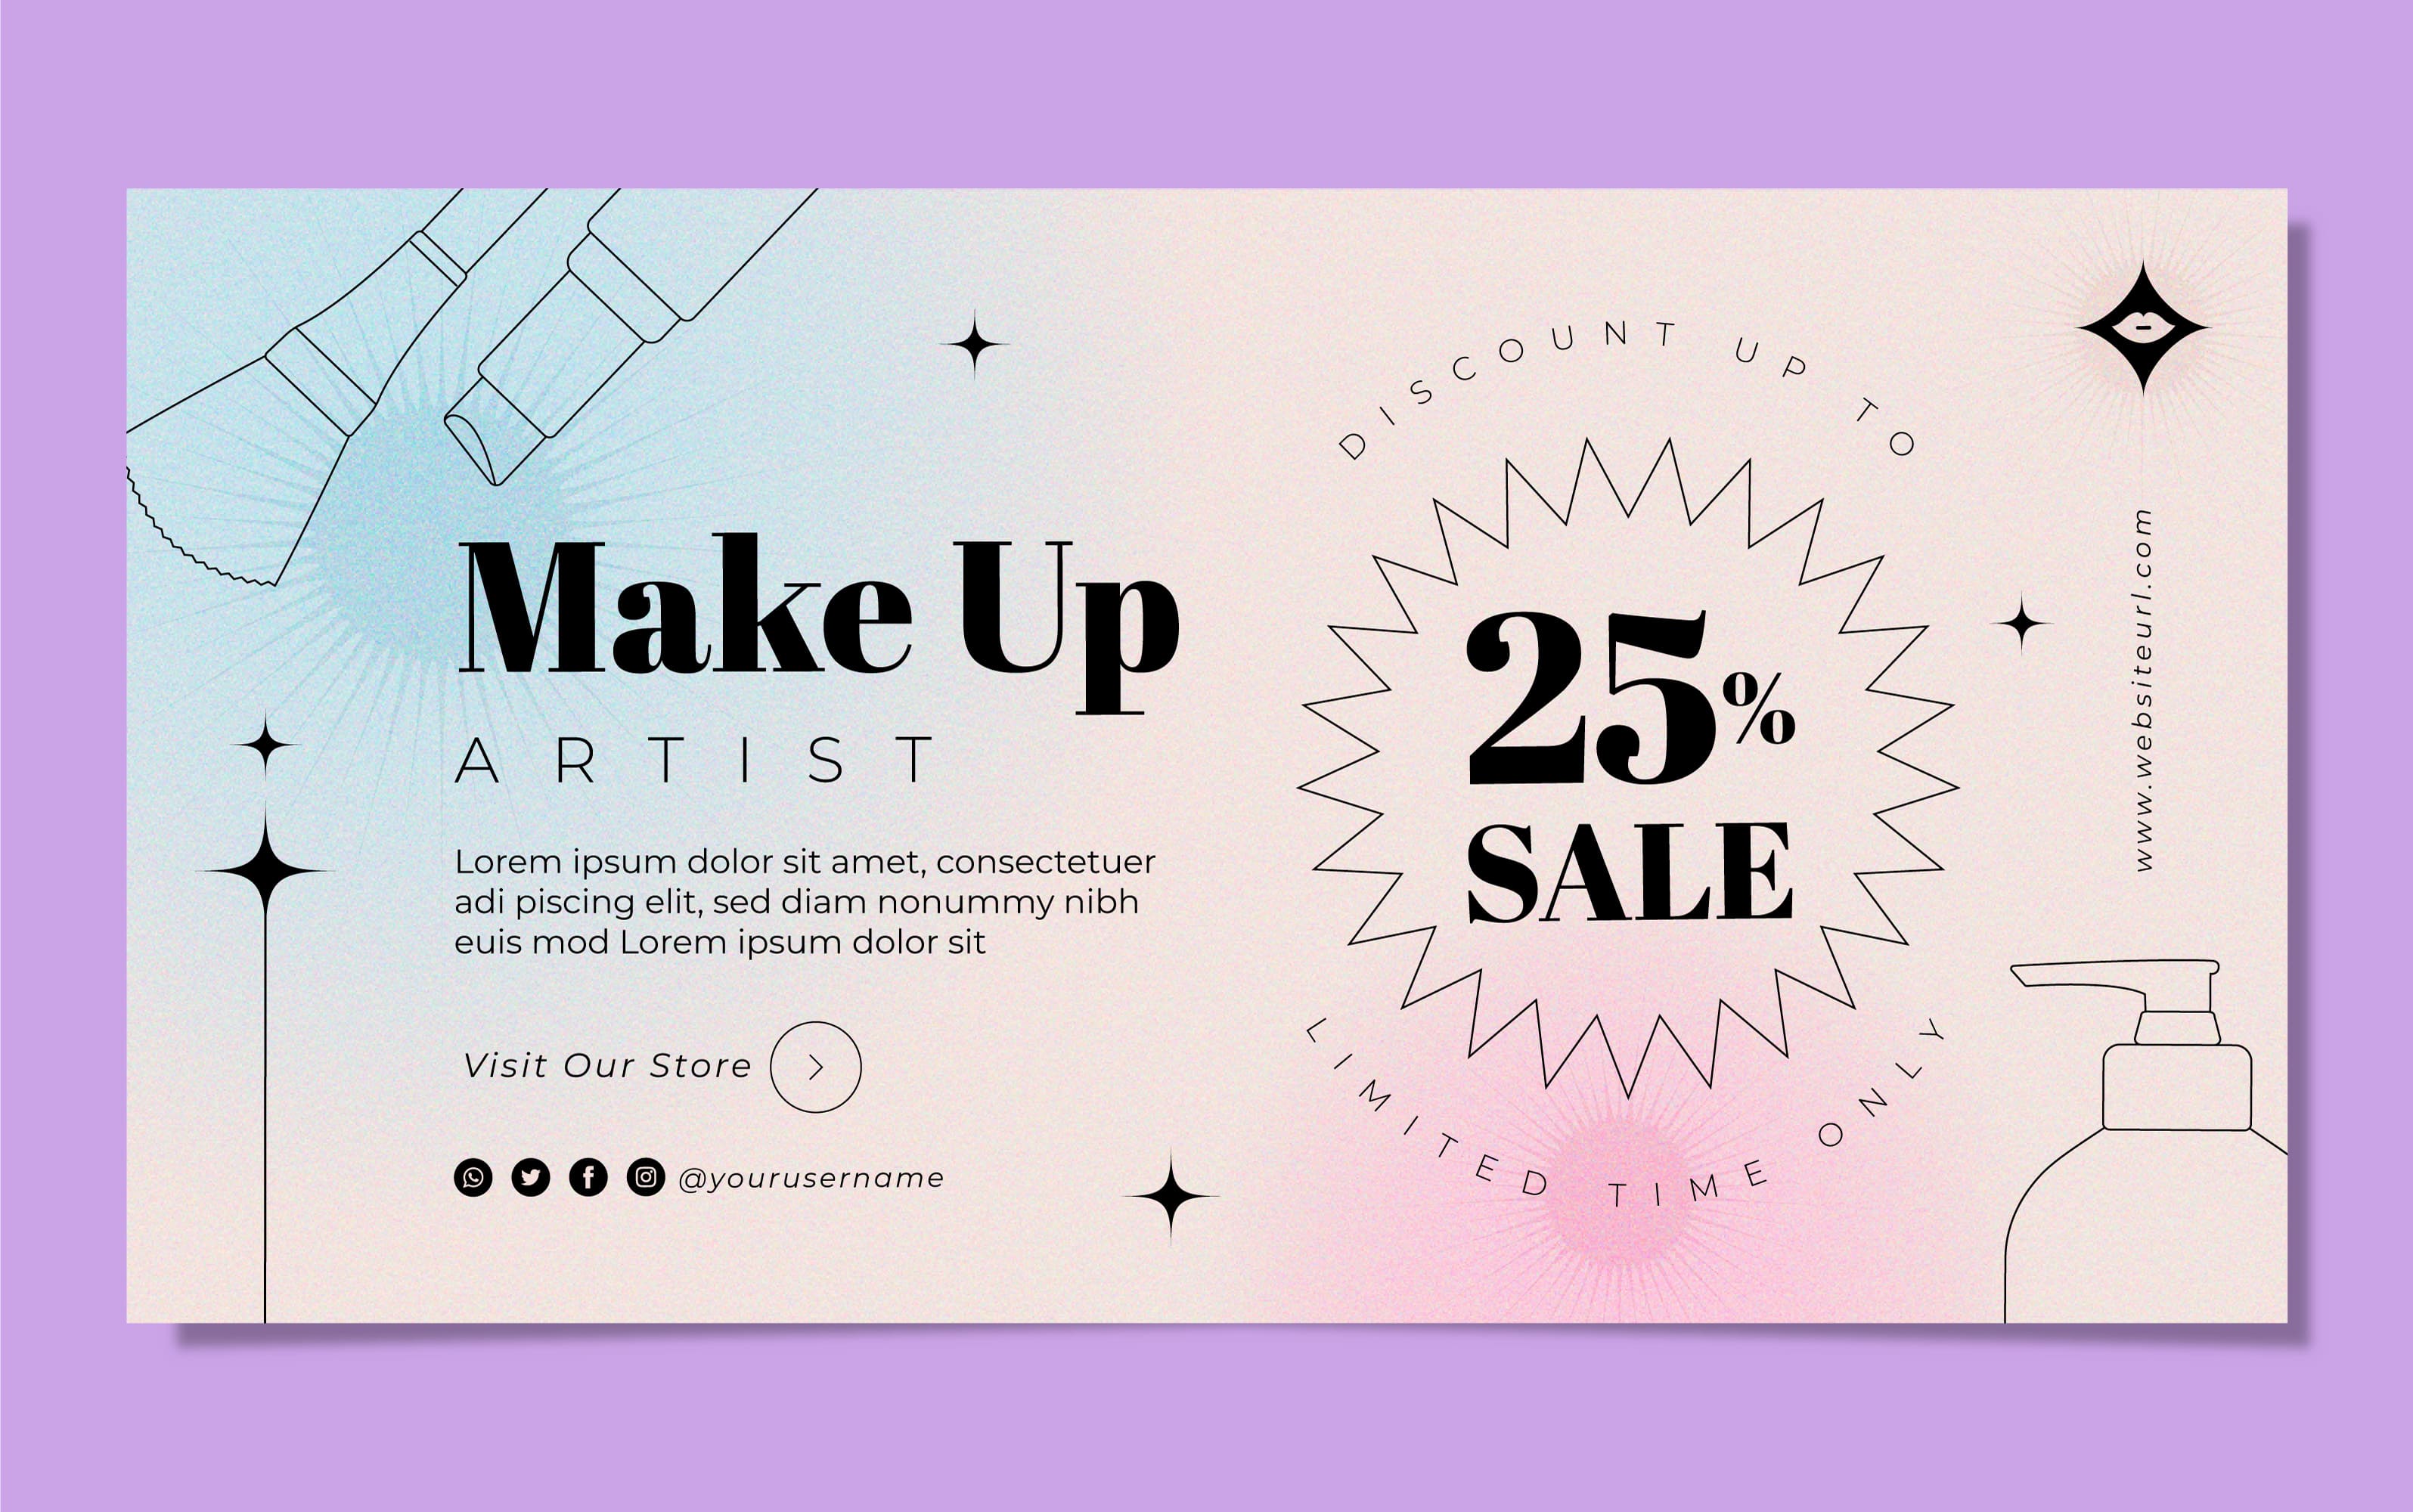 Make Up
ARTIST
Lorem ipsum dolor sit amet, consectetuer
adi piscing elit, sed diam nonummy nibh
euis mod Lorem ipsum dolor sit
Visit Our Store
@yourusername
DISCOUNT UP TO
25%
SALE
LIMITED TIME ONLY
www.websiteurl.com